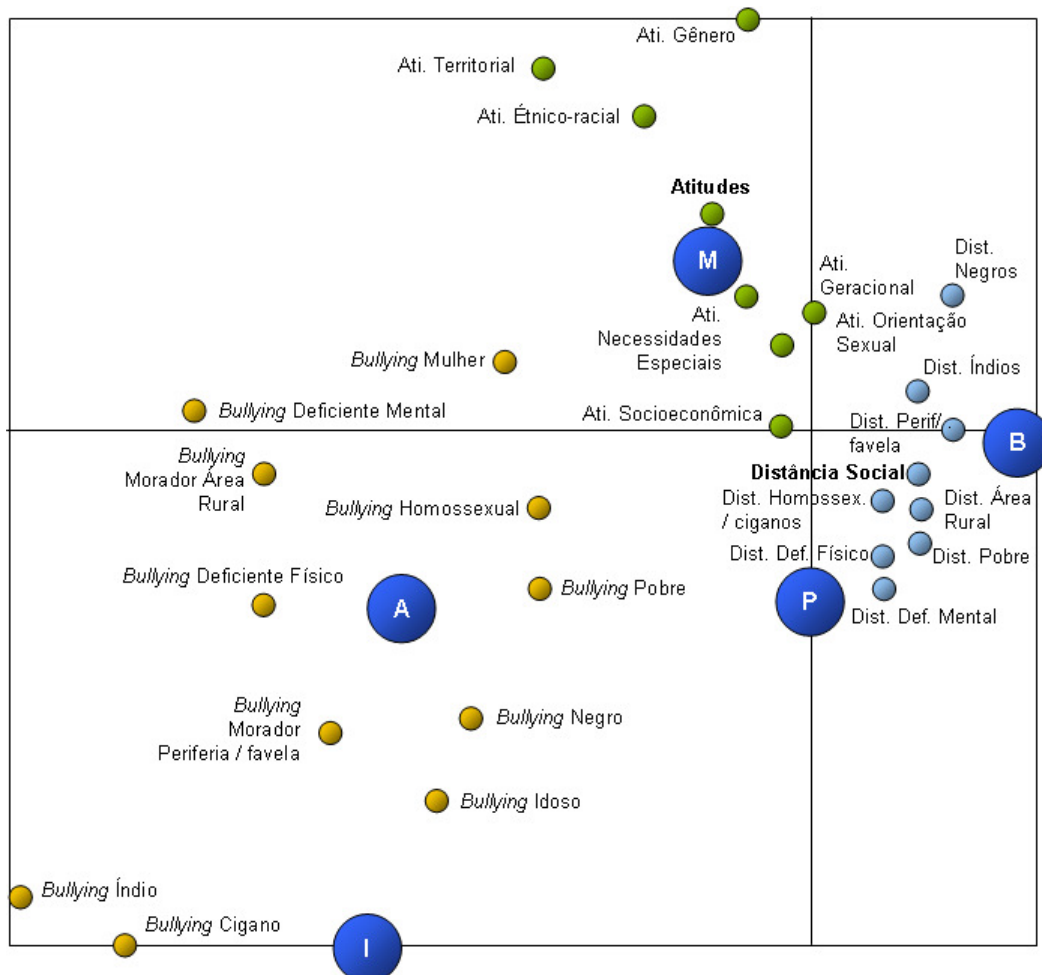 Ati. Gênero
Ati. Territorial
Ati. Étnico-racial
Atitudes
M
Dist.
Negros
Ati.
Geracional
Ati.
Necessidades
Especiais
Ati. Orientação
Sexual
Bullying Mulher
Dist. Índios
Bullying Deficiente Mental
Ati. Socioeconômica
Dist. Perif/
favela
B
Bullying
Morador Área
Rural
Distância Social
Bullying Homossexual
Dist. Homossex.
/ ciganos
Dist. Área
Rural
Dist. Def. Físico
Dist. Pobre
Bullying Deficiente Físico
A
Bullying Pobre
P
Dist. Def. Mental
Bullying
Morador
Periferia / favela
Bullying Negro
Bullying Idoso
Bullying Índio
Bullying Cigano
I